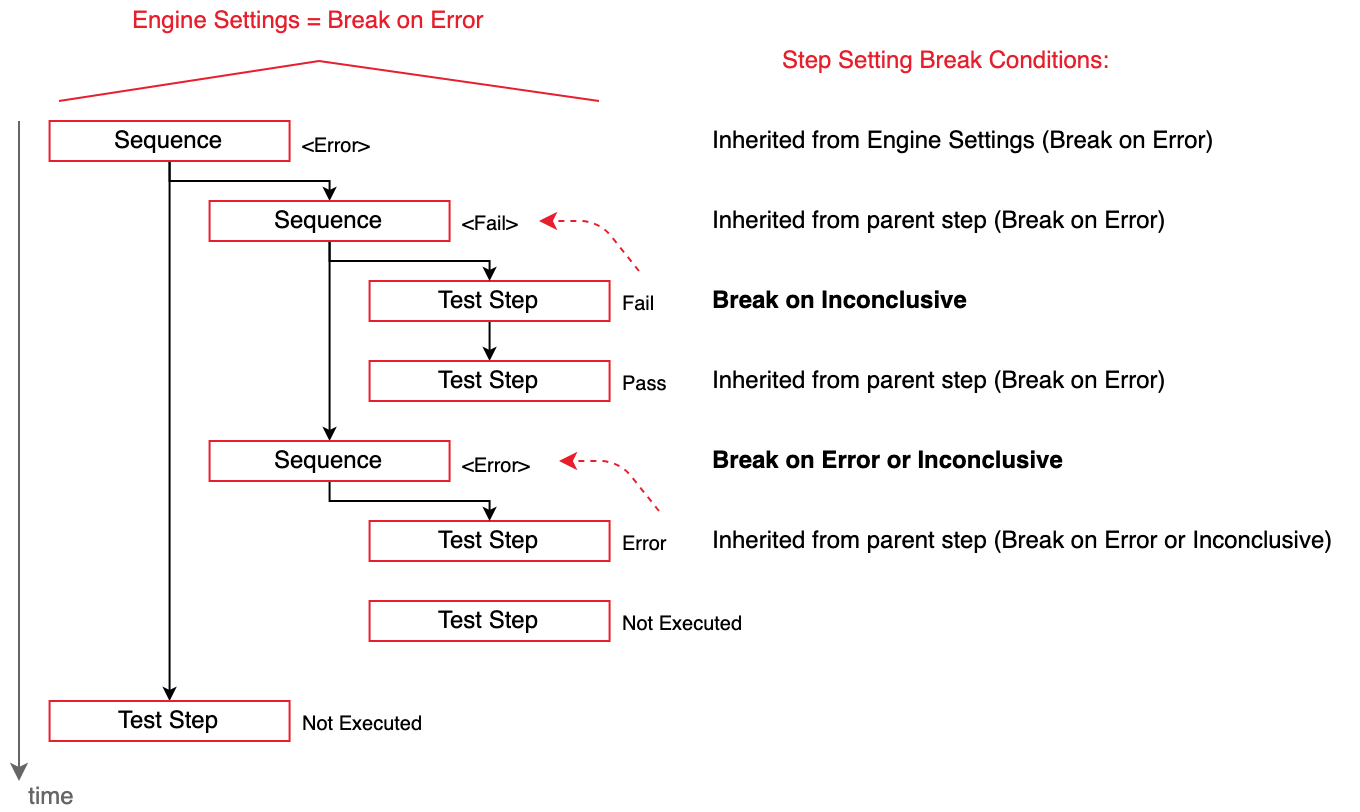 Engine Settings = Break on Error
Step Setting Break Conditions:
Sequence <Error> Inherited from Engine Settings (Break on Error)
Sequence <Fail> Inherited from parent step (Break on Error)
Test Step Fail Break on Inconclusive
Test Step Pass Inherited from parent step (Break on Error)
Sequence <Error> Break on Error or Inconclusive
Test Step Error Inherited from parent step (Break on Error or Inconclusive)
Test Step Not Executed
Test Step Not Executed
time